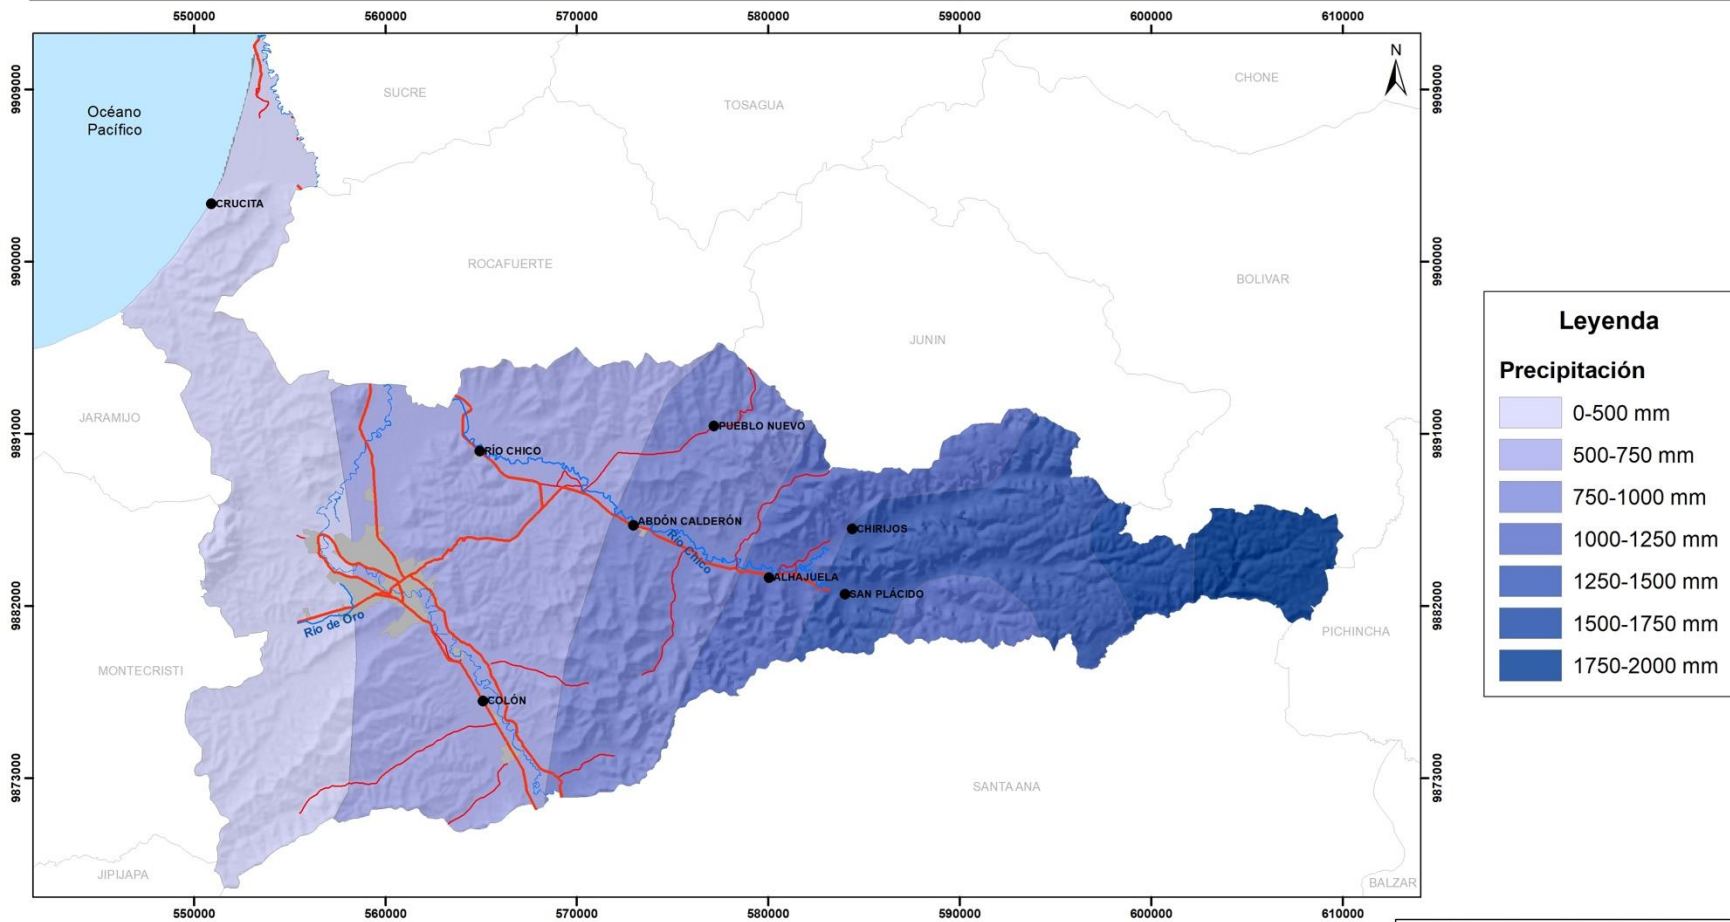 550000 560000 570000 580000 590000 600000 610000
9909000
9900000
9891000
9882000
9873000
N
Océano
Pacífico
SUCRE
TOSAGUA
CHONE
CRUCITA
ROCAFUERTE
BOLIVAR
JUNIN
JARAMIJO
PUEBLO NUEVO
RÍO CHICO
ABDÓN CALDERÓN
CHIRIJOS
Río Chico
ALHAJUELA
SAN PLÁCIDO
Río de Oro
PICHINCHA
MONTECRISTI
COLÓN
SANTA ANA
JIPIJAPA
BALZAR
9909000
9900000
9891000
9882000
9873000
550000 560000 570000 580000 590000 600000 610000
Leyenda
Precipitación
0-500 mm
500-750 mm
750-1000 mm
1000-1250 mm
1250-1500 mm
1500-1750 mm
1750-2000 mm